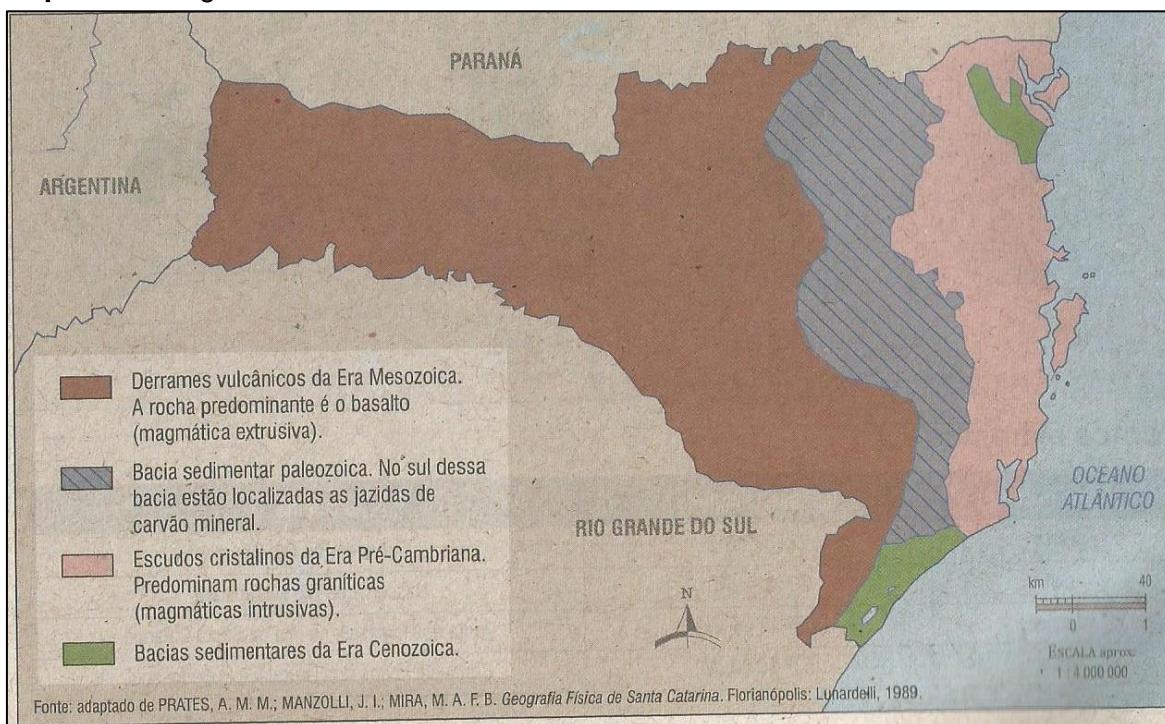 PARANÁ
ARGENTINA
Derrames vulcânicos da Era Mesozoica.
A rocha predominante é o basalto
(magmática extrusiva).
Bacia sedimentar paleozoica. No sul dessa
bacia estão localizadas as jazidas de
carvão mineral.
Escudos cristalinos da Era Pré-Cambriana.
Predominam rochas graníticas
(magmáticas intrusivas).
Bacias sedimentares da Era Cenozoica.
RIO GRANDE DO SUL
OCEANO
ATLÂNTICO
N
km 40
0 1
ESCALA aprox.
1 : 4 000 000
Fonte: adaptado de PRATES, A. M. M.; MANZOLLI, J. I.; MIRA, M. A. F. B. Geografia Física de Santa Catarina. Florianópolis: Lunardelli, 1989.